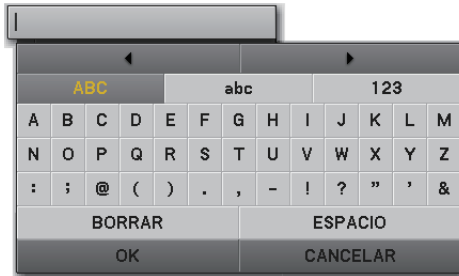 ABC abc 123
A B C D E F G H I J K L M
N O P Q R S T U V W X Y Z
: ; @ ( ) . , – ! ? ” ’ &
BORRAR ESPACIO
OK CANCELAR